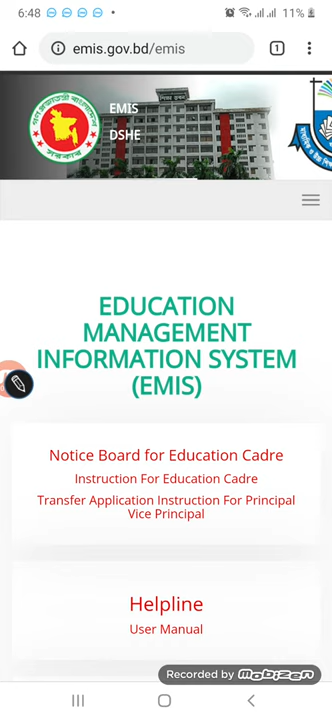 6:48
11%
emis.gov.bd/emis
1
EMIS
DSHE
EDUCATION
MANAGEMENT
INFORMATION SYSTEM
(EMIS)
Notice Board for Education Cadre
Instruction For Education Cadre
Transfer Application Instruction For Principal
Vice Principal
Helpline
User Manual
Recorded by mobizen